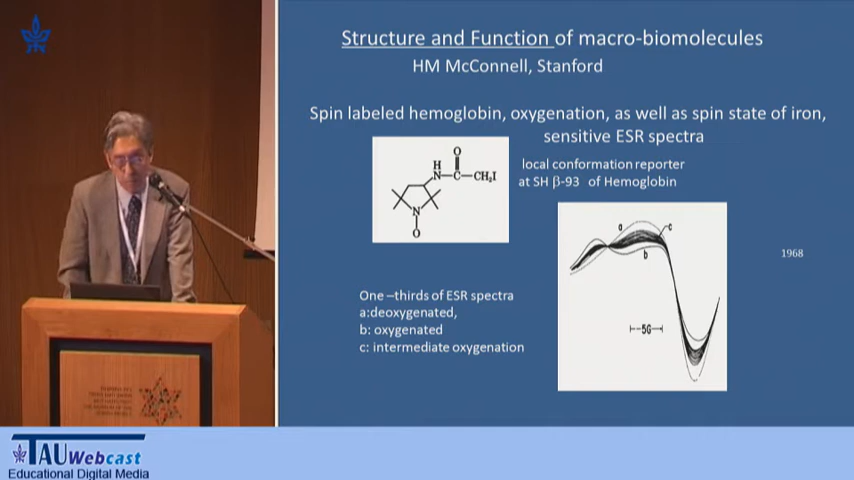 Structure and Function of macro-biomolecules
HM McConnell, Stanford
Spin labeled hemoglobin, oxygenation, as well as spin state of iron,
sensitive ESR spectra
O
H
N—C—CH₂I
N
O
local conformation reporter
at SH β-93 of Hemoglobin
a
c
b
5G
1968
One –thirds of ESR spectra
a:deoxygenated,
b: oxygenated
c: intermediate oxygenation
TAUWebcast
Educational Digital Media